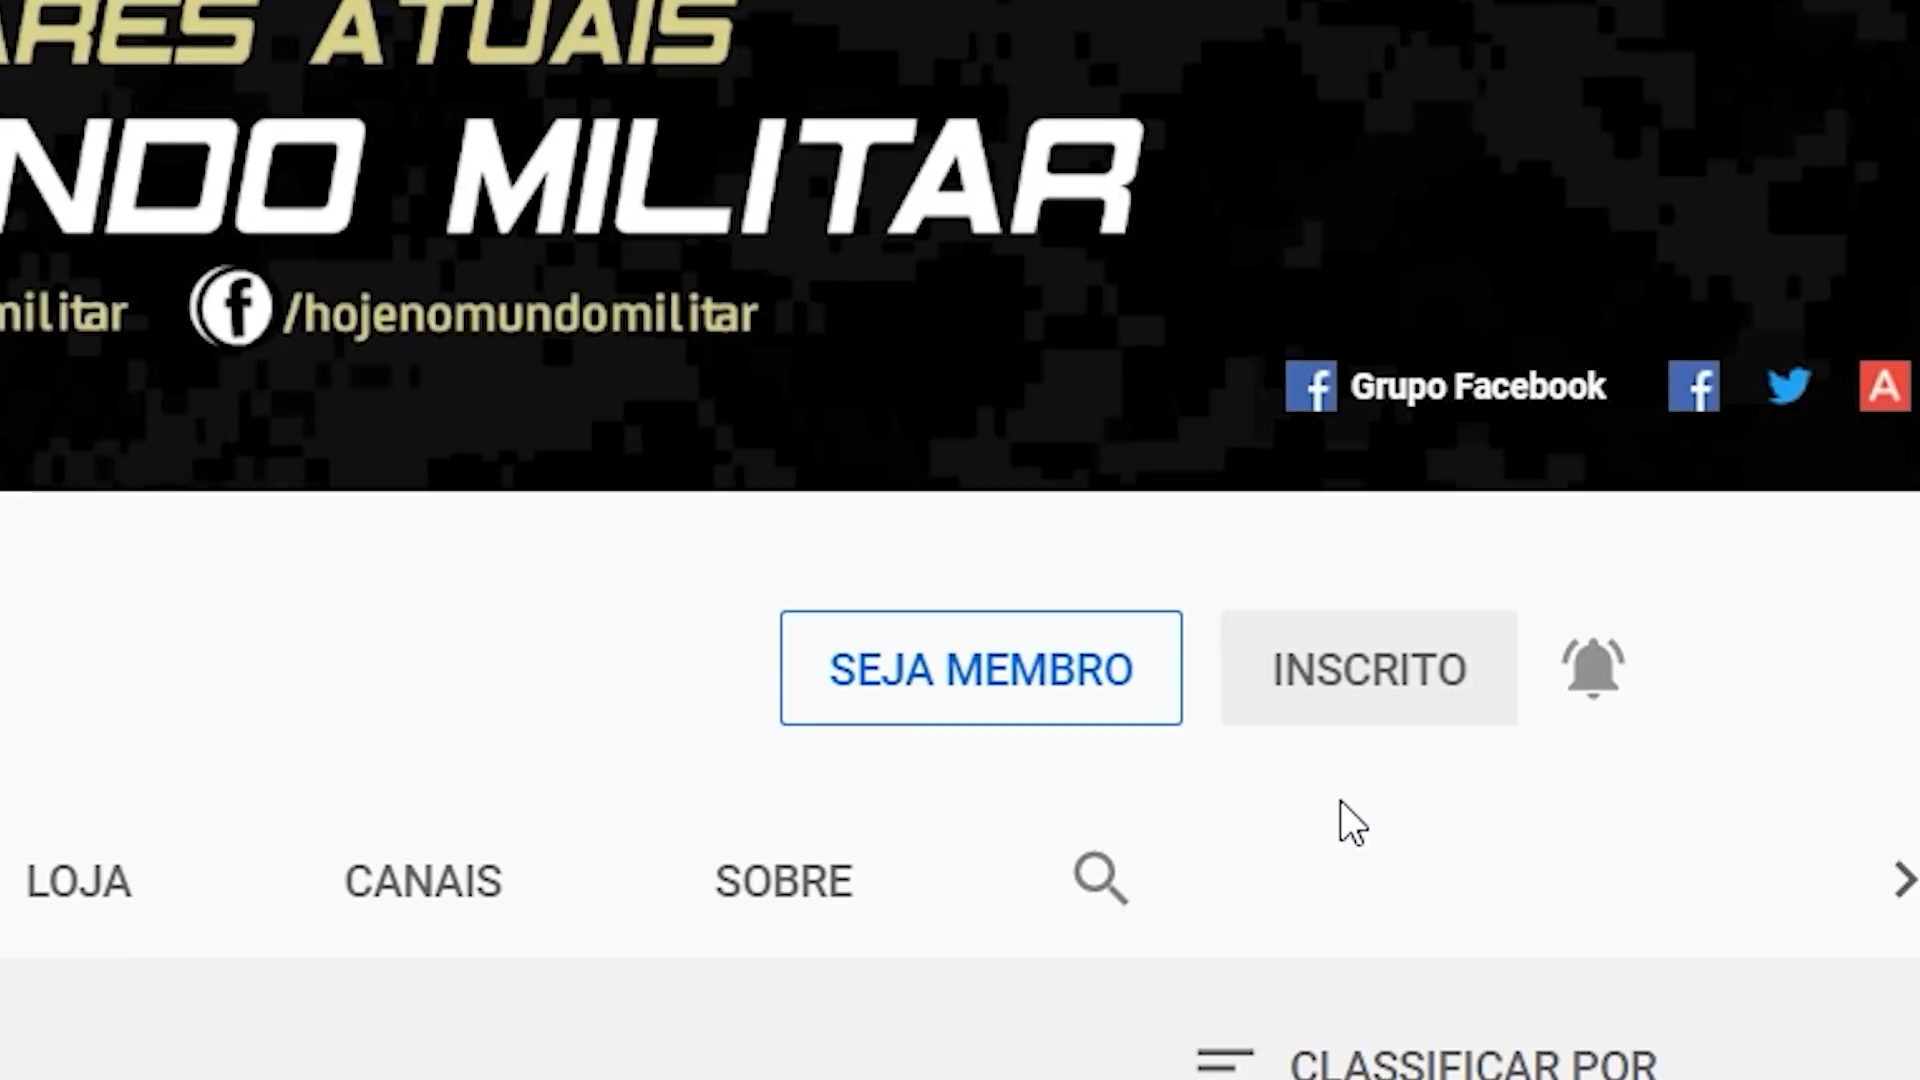 ARES ATUAIS
NDO MILITAR
militar
/hojenomundomilitar
Grupo Facebook
SEJA MEMBRO
INSCRITO
LOJA
CANAIS
SOBRE
CLASSIFICAR POR